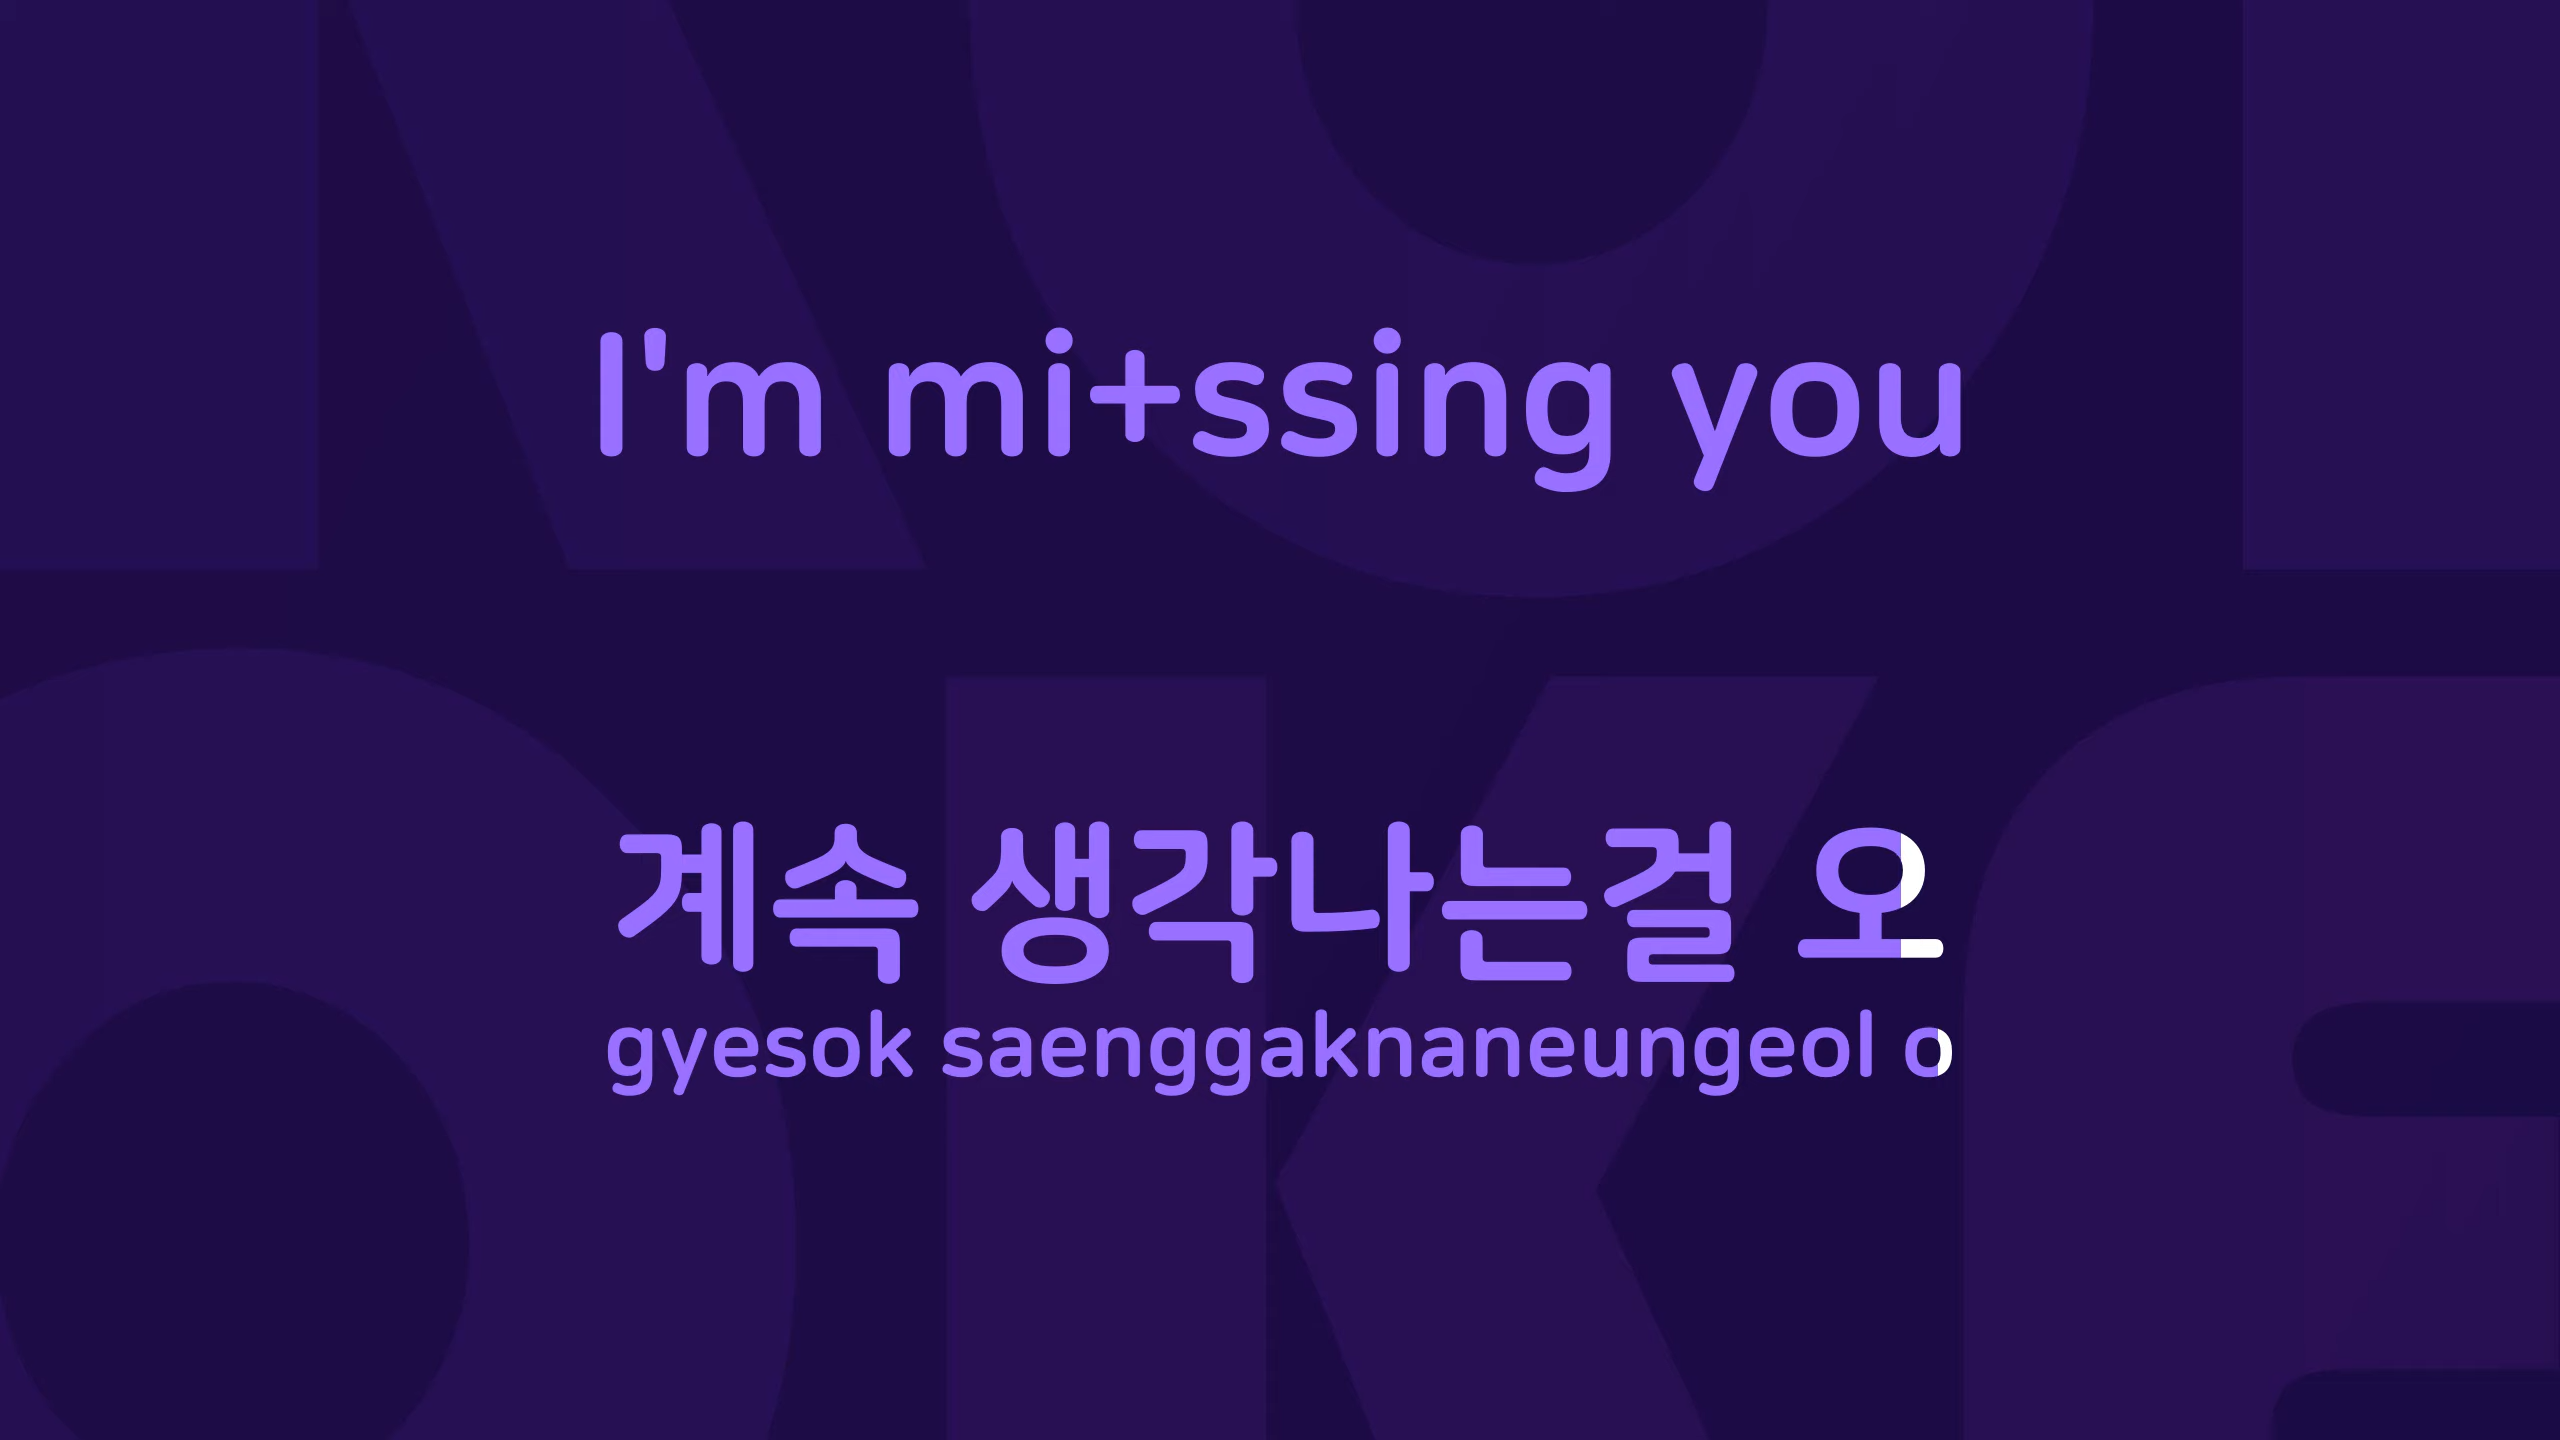 I'm mi+ssing you
계속 생각나는걸 오
gyesok saenggaknaneungeol o